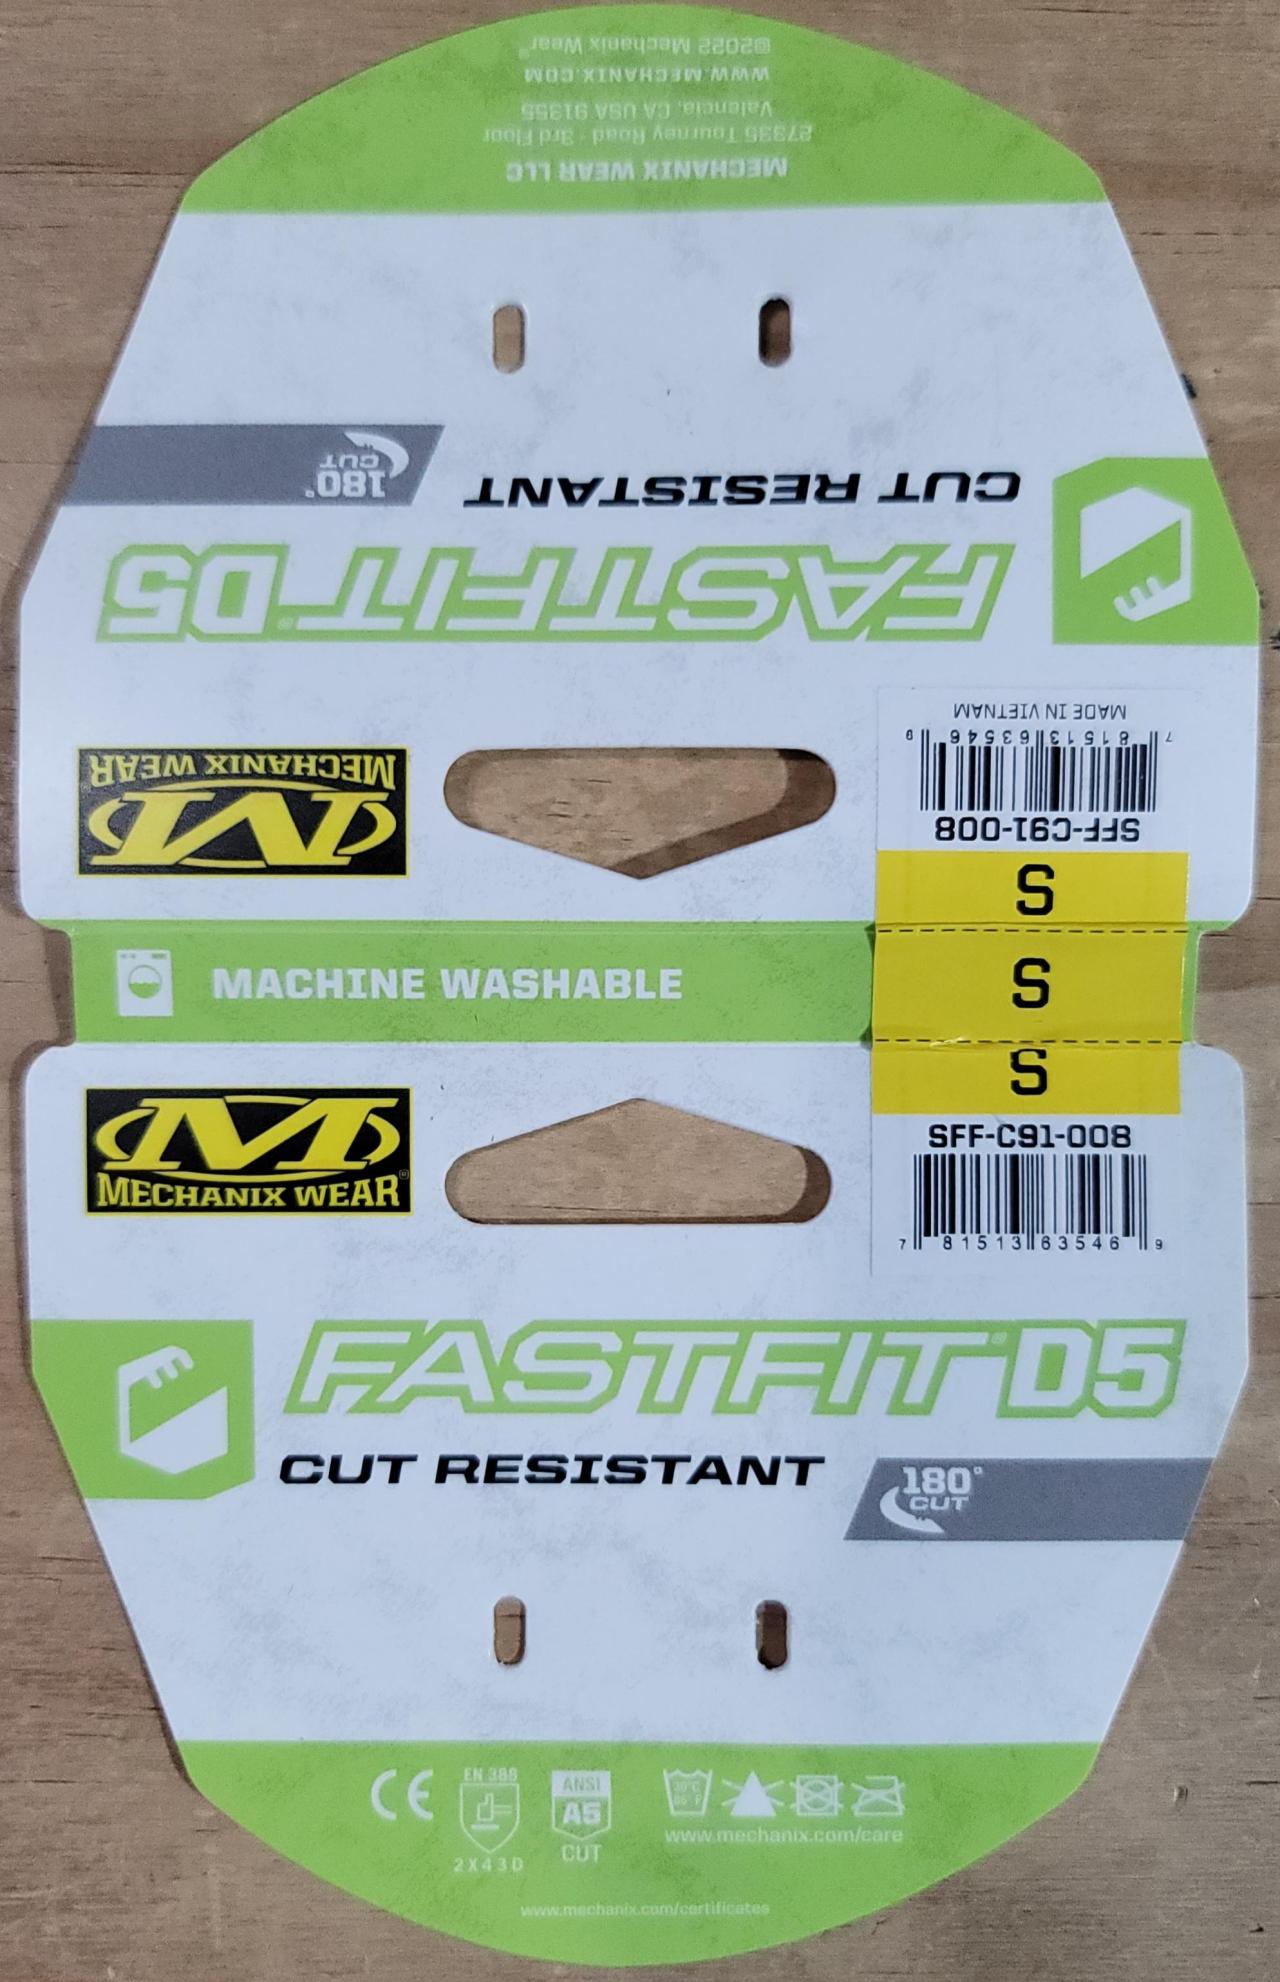 ©2022 Mechanix Wear®
WWW.MECHANIX.COM
Valencia, CA USA 91355
27335 Tourney Road - 3rd Floor
MECHANIX WEAR LLC
180° CUT
CUT RESISTANT
FASTFIT® D5
MADE IN VIETNAM
7 81513 63546 9
SFF-C91-008
MECHANIX WEAR
S
MACHINE WASHABLE
S
S
MECHANIX WEAR®
SFF-C91-008
7 81513 63546 9
FASTFIT® D5
CUT RESISTANT
180° CUT
CE
EN 388
2X43D
ANSI
A5
CUT
30°C
86°F
www.mechanix.com/care
www.mechanix.com/certificates